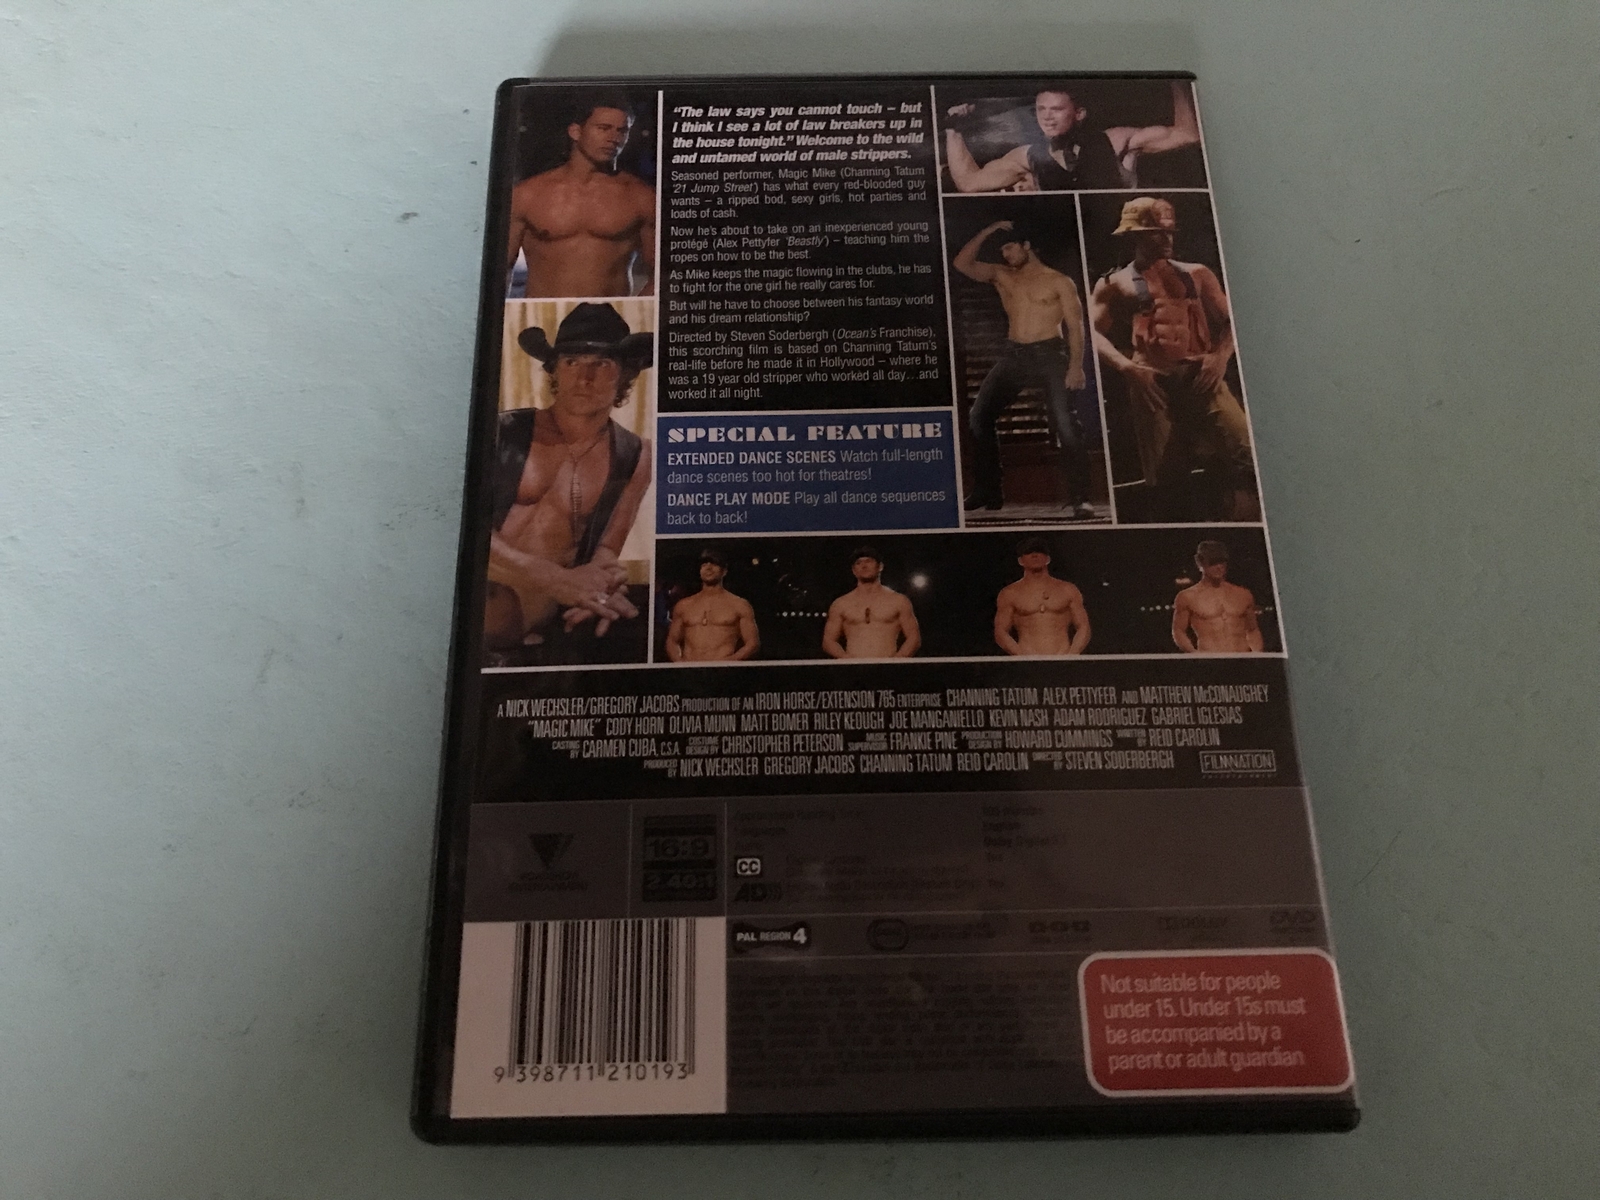 "The law says you cannot touch – but
I think I see a lot of law breakers up in
the house tonight." Welcome to the wild
and untamed world of male strippers.
Seasoned performer, Magic Mike (Channing Tatum
'21 Jump Street') has what every red-blooded guy
wants – a ripped bod, sexy girls, hot parties and
loads of cash.
Now he's about to take on an inexperienced young
protégé (Alex Pettyfer 'Beastly') – teaching him the
ropes on how to be the best.
As Mike keeps the magic flowing in the clubs, he has
to fight for the one girl he really cares for.
But will he have to choose between his fantasy world
and his dream relationship?
Directed by Steven Soderbergh (Ocean's Franchise),
this scorching film is based on Channing Tatum's
real-life before he made it in Hollywood – where he
was a 19 year old stripper who worked all day...and
worked it all night.
SPECIAL FEATURE
EXTENDED DANCE SCENES Watch full-length
dance scenes too hot for theatres!
DANCE PLAY MODE Play all dance sequences
back to back!
A NICK WECHSLER/GREGORY JACOBS PRODUCTION OF AN IRON HORSE/EXTENSION 765 ENTERPRISE CHANNING TATUM ALEX PETTYFER AND MATTHEW McCONAUGHEY
"MAGIC MIKE" CODY HORN OLIVIA MUNN MATT BOMER RILEY KEOUGH JOE MANGANIELLO KEVIN NASH ADAM RODRIGUEZ GABRIEL IGLESIAS
CASTING BY CARMEN CUBA, C.S.A. COSTUME DESIGN BY CHRISTOPHER PETERSON MUSIC SUPERVISOR FRANKIE PINE PRODUCTION DESIGN BY HOWARD CUMMINGS WRITTEN BY REID CAROLIN
PRODUCED BY NICK WECHSLER GREGORY JACOBS CHANNING TATUM REID CAROLIN DIRECTED BY STEVEN SODERBERGH
FILMNATION
ENTERTAINMENT
16:9
2.40:1
CC
AD
PAL REGION 4
DVD
Not suitable for people
under 15. Under 15s must
be accompanied by a
parent or adult guardian
9 398711 210193